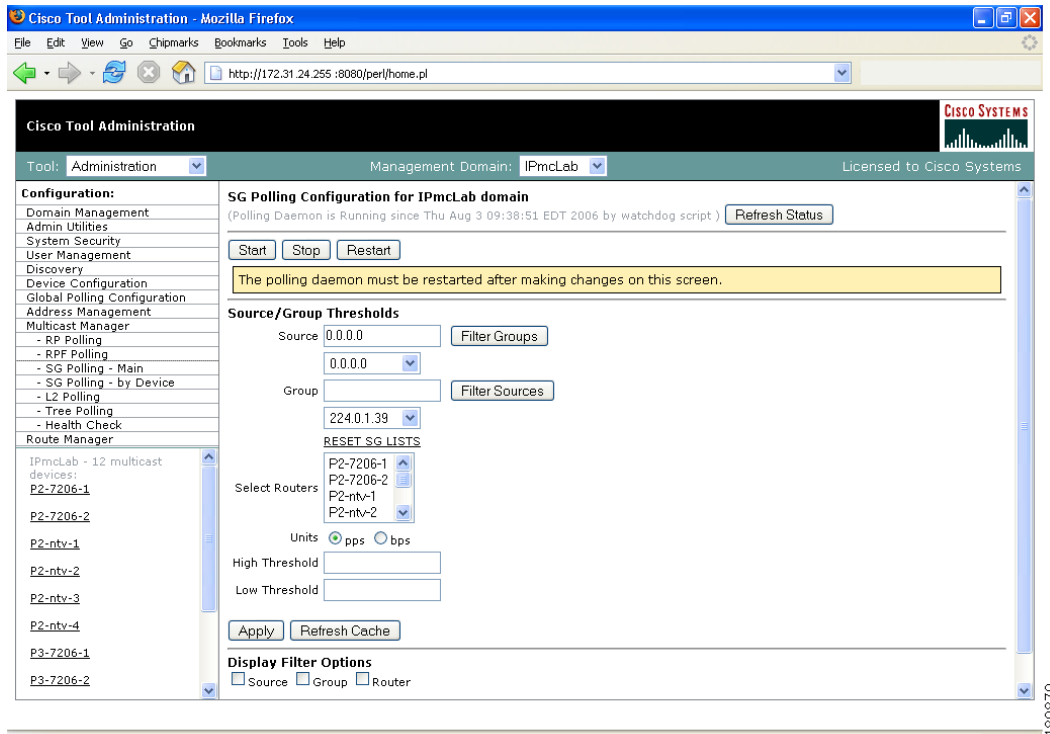 Cisco Tool Administration - Mozilla Firefox
File Edit View Go Chipmarks Bookmarks Tools Help
http://172.31.24.255 :8080/perl/home.pl
Cisco Tool Administration
CISCO SYSTEMS
Tool: Administration Management Domain: IPmcLab Licensed to Cisco Systems
Configuration:
Domain Management
Admin Utilities
System Security
User Management
Discovery
Device Configuration
Global Polling Configuration
Address Management
Multicast Manager
- RP Polling
- RPF Polling
- SG Polling - Main
- SG Polling - by Device
- L2 Polling
- Tree Polling
- Health Check
Route Manager
IPmcLab - 12 multicast
devices:
P2-7206-1
P2-7206-2
P2-ntv-1
P2-ntv-2
P2-ntv-3
P2-ntv-4
P3-7206-1
P3-7206-2
SG Polling Configuration for IPmcLab domain
(Polling Daemon is Running since Thu Aug 3 09:38:51 EDT 2006 by watchdog script ) Refresh Status
Start Stop Restart
The polling daemon must be restarted after making changes on this screen.
Source/Group Thresholds
Source 0.0.0.0 Filter Groups
0.0.0.0
Group Filter Sources
224.0.1.39
RESET SG LISTS
Select Routers
P2-7206-1
P2-7206-2
P2-ntv-1
P2-ntv-2
Units pps bps
High Threshold
Low Threshold
Apply Refresh Cache
Display Filter Options
Source Group Router